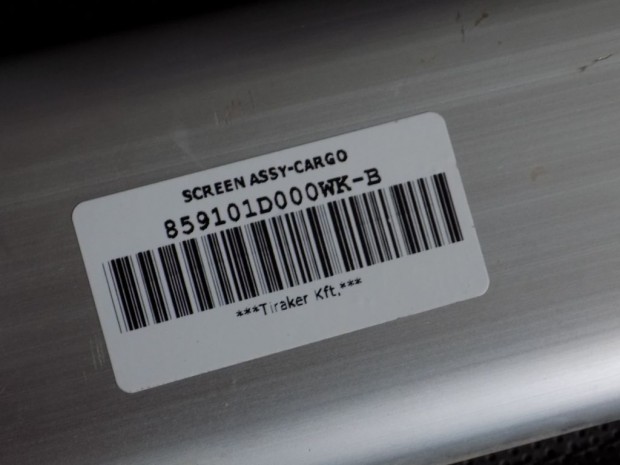 SCREEN ASSY-CARGO
859101D000WK-B
***Tiraker Kft.***